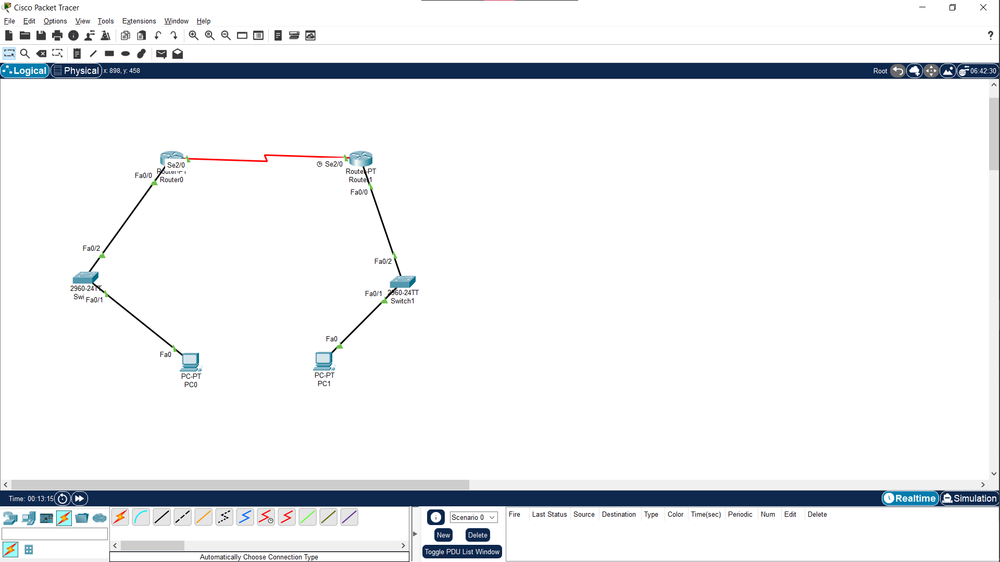 Cisco Packet Tracer
File Edit Options View Tools Extensions Window Help
?
Logical Physical x: 898, y: 458 Root 06:42:30
Se2/0
Se2/0
Fa0/0
Router-PT
Router0
Router-PT
Router1
Fa0/0
Fa0/2
Fa0/2
2960-24TT
Swi
Fa0/1
Fa0/1
2960-24TT
Switch1
Fa0
Fa0
PC-PT
PC0
PC-PT
PC1
Time: 00:13:15 Realtime Simulation
Scenario 0
New Delete
Toggle PDU List Window
Fire Last Status Source Destination Type Color Time(sec) Periodic Num Edit Delete
Automatically Choose Connection Type